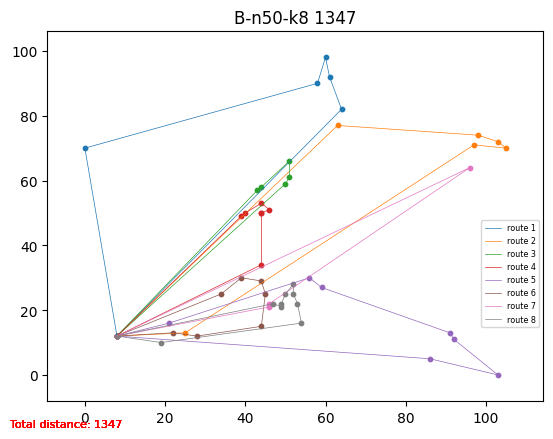 B-n50-k8 1347
100
80
60
40
20
0
0 20 40 60 80 100
route 1
route 2
route 3
route 4
route 5
route 6
route 7
route 8
Total distance: 1347